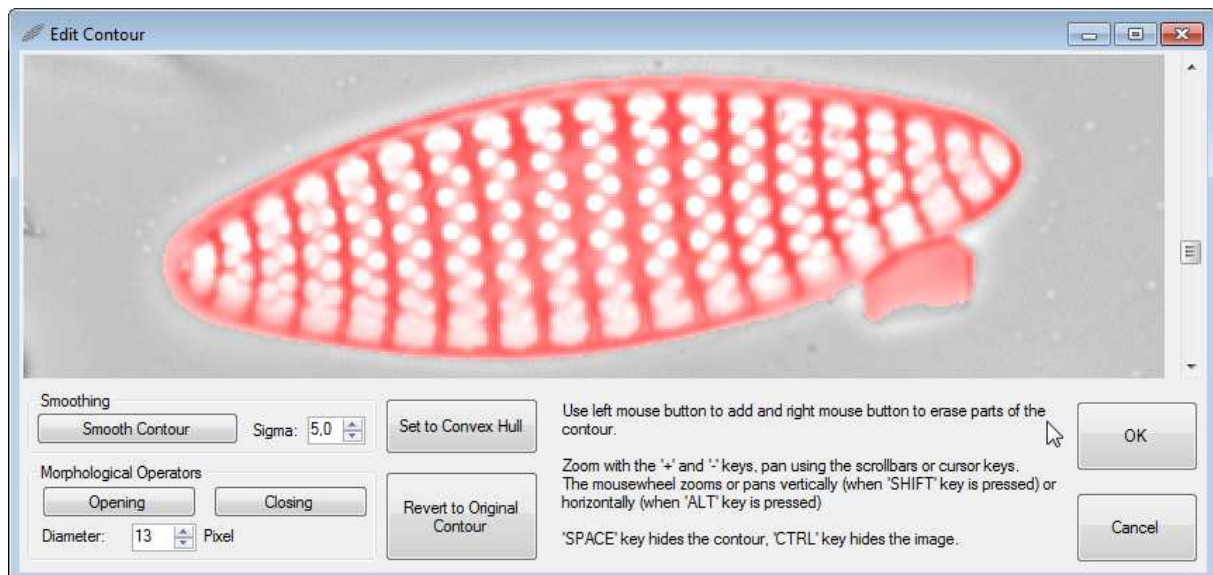 Edit Contour
Smoothing
Smooth Contour
Sigma: 5,0
Set to Convex Hull
Morphological Operators
Opening
Closing
Diameter: 13 Pixel
Revert to Original
Contour
Use left mouse button to add and right mouse button to erase parts of the
contour.
Zoom with the '+' and '-' keys, pan using the scrollbars or cursor keys.
The mousewheel zooms or pans vertically (when 'SHIFT' key is pressed) or
horizontally (when 'ALT' key is pressed)
'SPACE' key hides the contour, 'CTRL' key hides the image.
OK
Cancel